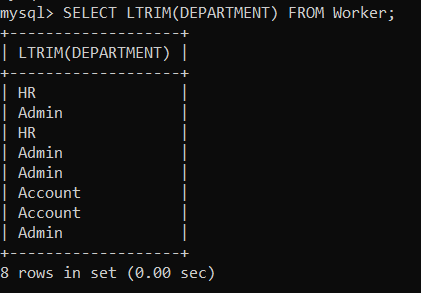 mysql> SELECT LTRIM(DEPARTMENT) FROM Worker;
+-------------------+
| LTRIM(DEPARTMENT) |
+-------------------+
| HR                |
| Admin             |
| HR                |
| Admin             |
| Admin             |
| Account           |
| Account           |
| Admin             |
+-------------------+
8 rows in set (0.00 sec)